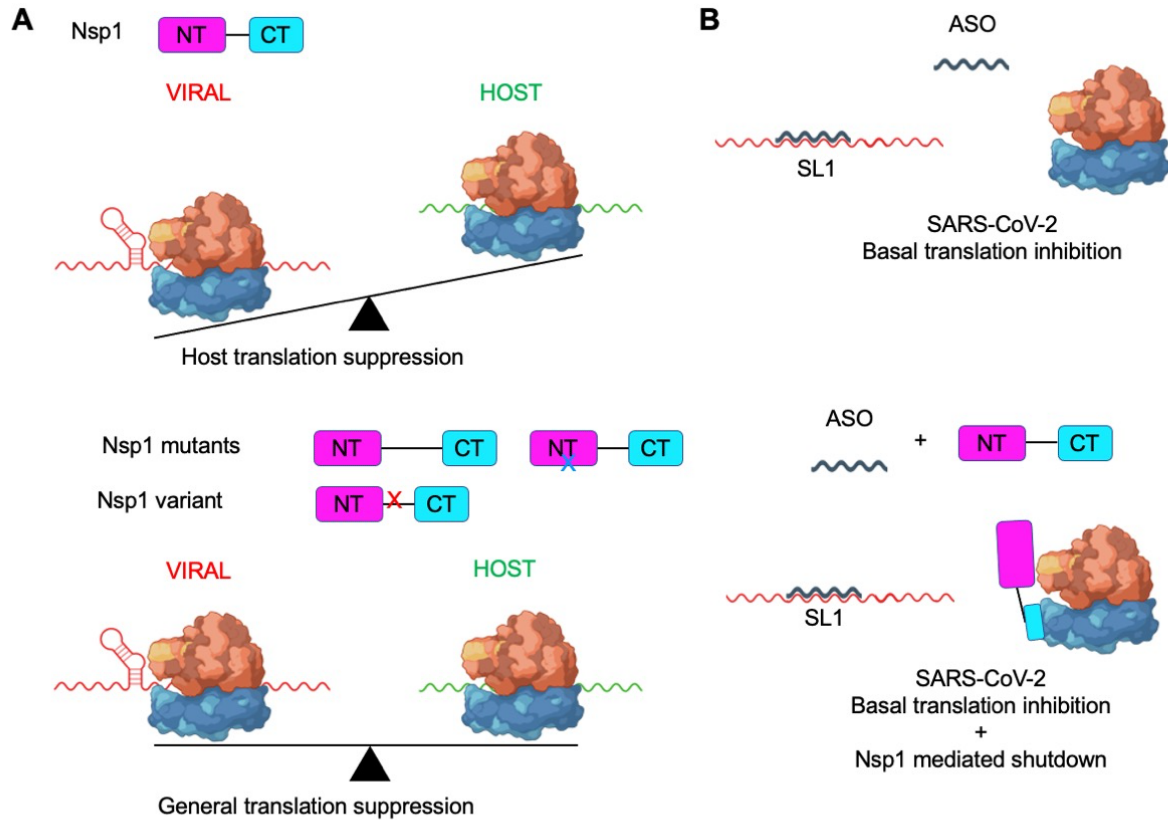 A
Nsp1
NT
CT
VIRAL
HOST
Host translation suppression
Nsp1 mutants
NT
CT
NT
X
CT
Nsp1 variant
NT
X
CT
VIRAL
HOST
General translation suppression
B
ASO
SL1
SARS-CoV-2
Basal translation inhibition
ASO
+
NT
CT
SL1
SARS-CoV-2
Basal translation inhibition
+
Nsp1 mediated shutdown